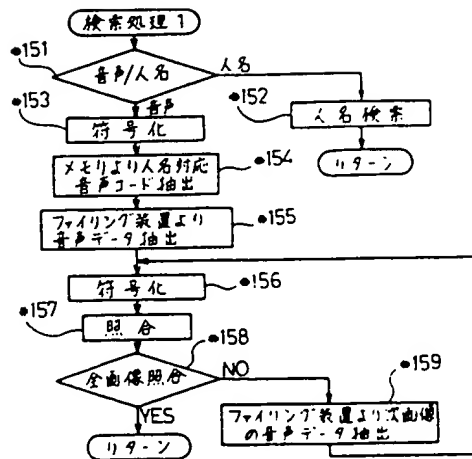 検索処理1
●151
音声/人名
人名
●153
音声
●152
符号化
人名検索
メモリより人名対応
音声コード抽出
●154
リターン
ファイリング装置より
音声データ抽出
●155
符号化
●156
●157
照合
●158
全画像照合
NO
●159
YES
ファイリング装置より次画像
の音声データ抽出
リターン